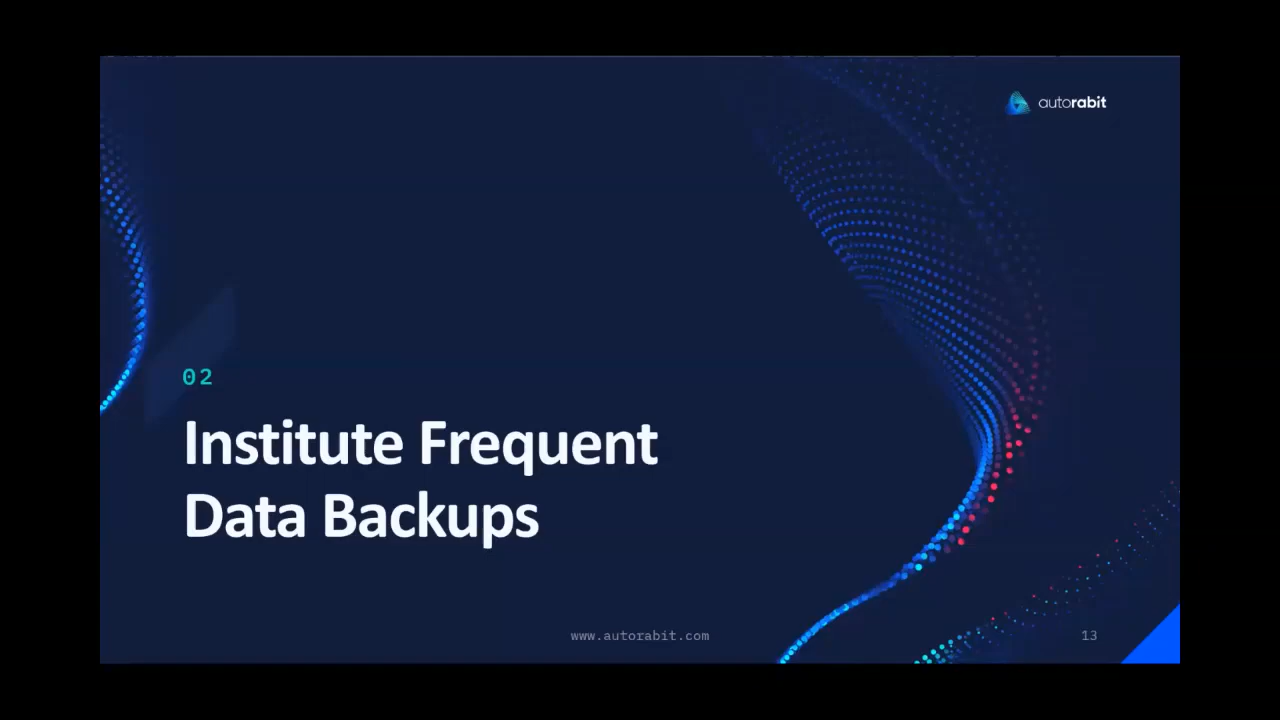 autorabit
02
Institute Frequent
Data Backups
www.autorabit.com
13